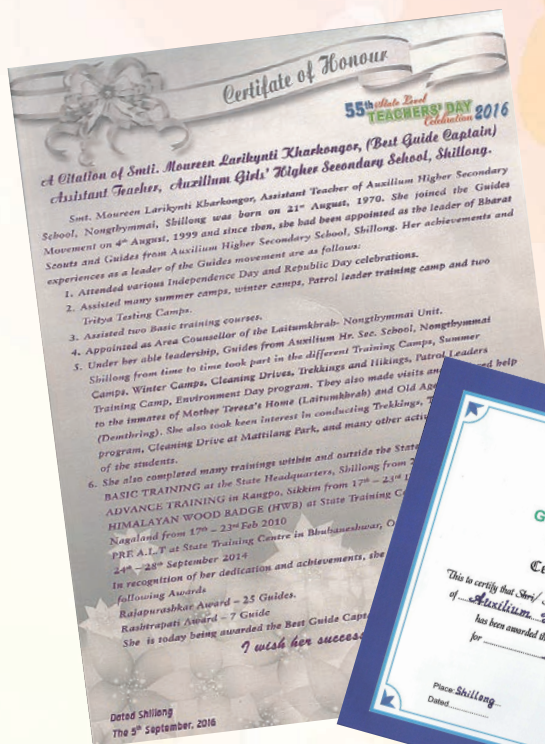 Certifate of Honour
55th State Level
TEACHERS' DAY 2016
Celebration
A Citation of Smti. Moureen Larikynti Kharkongor, (Best Guide Captain)
Assistant Teacher, Auxilium Girls' Higher Secondary School, Shillong.
Smt. Moureen Larikynti Kharkongor, Assistant Teacher of Auxilium Higher Secondary
School, Nongthymmai, Shillong was born on 21st August, 1970. She joined the Guides
Movement on 4th August, 1999 and since then, she had been appointed as the leader of Bharat
Scouts and Guides from Auxilium Higher Secondary School, Shillong. Her achievements and
experiences as a leader of the Guides movement are as follows:
1. Attended various Independence Day and Republic Day celebrations.
2. Assisted many summer camps, winter camps, Patrol leader training camp and two
Tritya Testing Camps.
3. Assisted two Basic training courses.
4. Appointed as Area Counsellor of the Laitumkhrah- Nongthymmai Unit.
5. Under her able leadership, Guides from Auxilium Hr. Sec. School, Nongthymmai
Shillong from time to time took part in the different Training Camps, Summer
Camps, Winter Camps, Cleaning Drives, Trekkings and Hikings, Patrol Leaders
Training Camp, Environment Day program. They also made visits and help
to the inmates of Mother Teresa's Home (Laitumkhrah) and Old Age
(Demthring). She also took been interest in conducting Trekkings,
program, Cleaning Drive at Mattilang Park, and many other
of the students.
6. She also completed many trainings within and outside the State
BASIC TRAINING at the State Headquarters, Shillong from
ADVANCE TRAINING in Rangpo, Sikkim from 17th – 23rd
HIMALAYAN WOOD BADGE (HWB) at State Training
Nagaland from 17th – 23rd Feb 2010
PRE A.L.T at State Training Centre in Bhubaneshwar,
24th – 28th September 2014
In recognition of her dedication and achievements, she
following Awards
Rajapurashkar Award – 25 Guides.
Rashtrapati Award – 7 Guide
She is today being awarded the Best Guide
I wish her success
Dated Shillong
The 5th September, 2016
G
This to certify that Shri/
of Auxilium
has been awarded
for
Place: Shillong
Dated